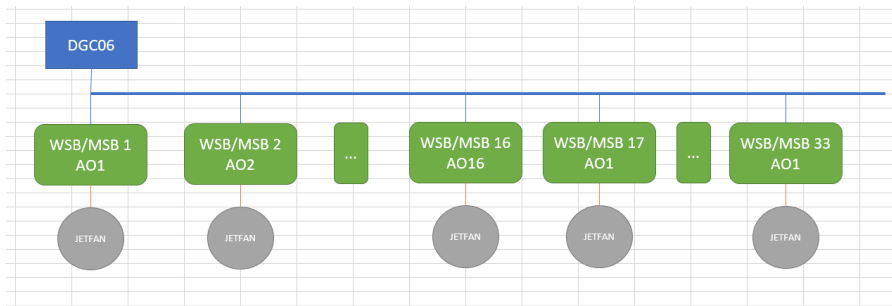 DGC06
WSB/MSB 1
AO1
WSB/MSB 2
AO2
...
WSB/MSB 16
AO16
WSB/MSB 17
AO1
...
WSB/MSB 33
AO1
JETFAN
JETFAN
JETFAN
JETFAN
JETFAN